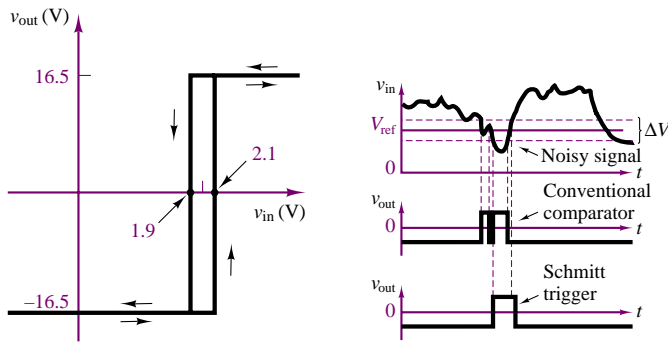 v_out (V)
16.5
2.1
v_in (V)
1.9
−16.5
v_in
V_ref
ΔV
Noisy signal
0
t
v_out
Conventional
comparator
0
t
v_out
Schmitt
trigger
0
t